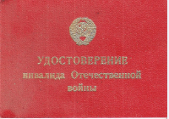 УДОСТОВЕРЕНИЕ
инвалида Отечественной
войны